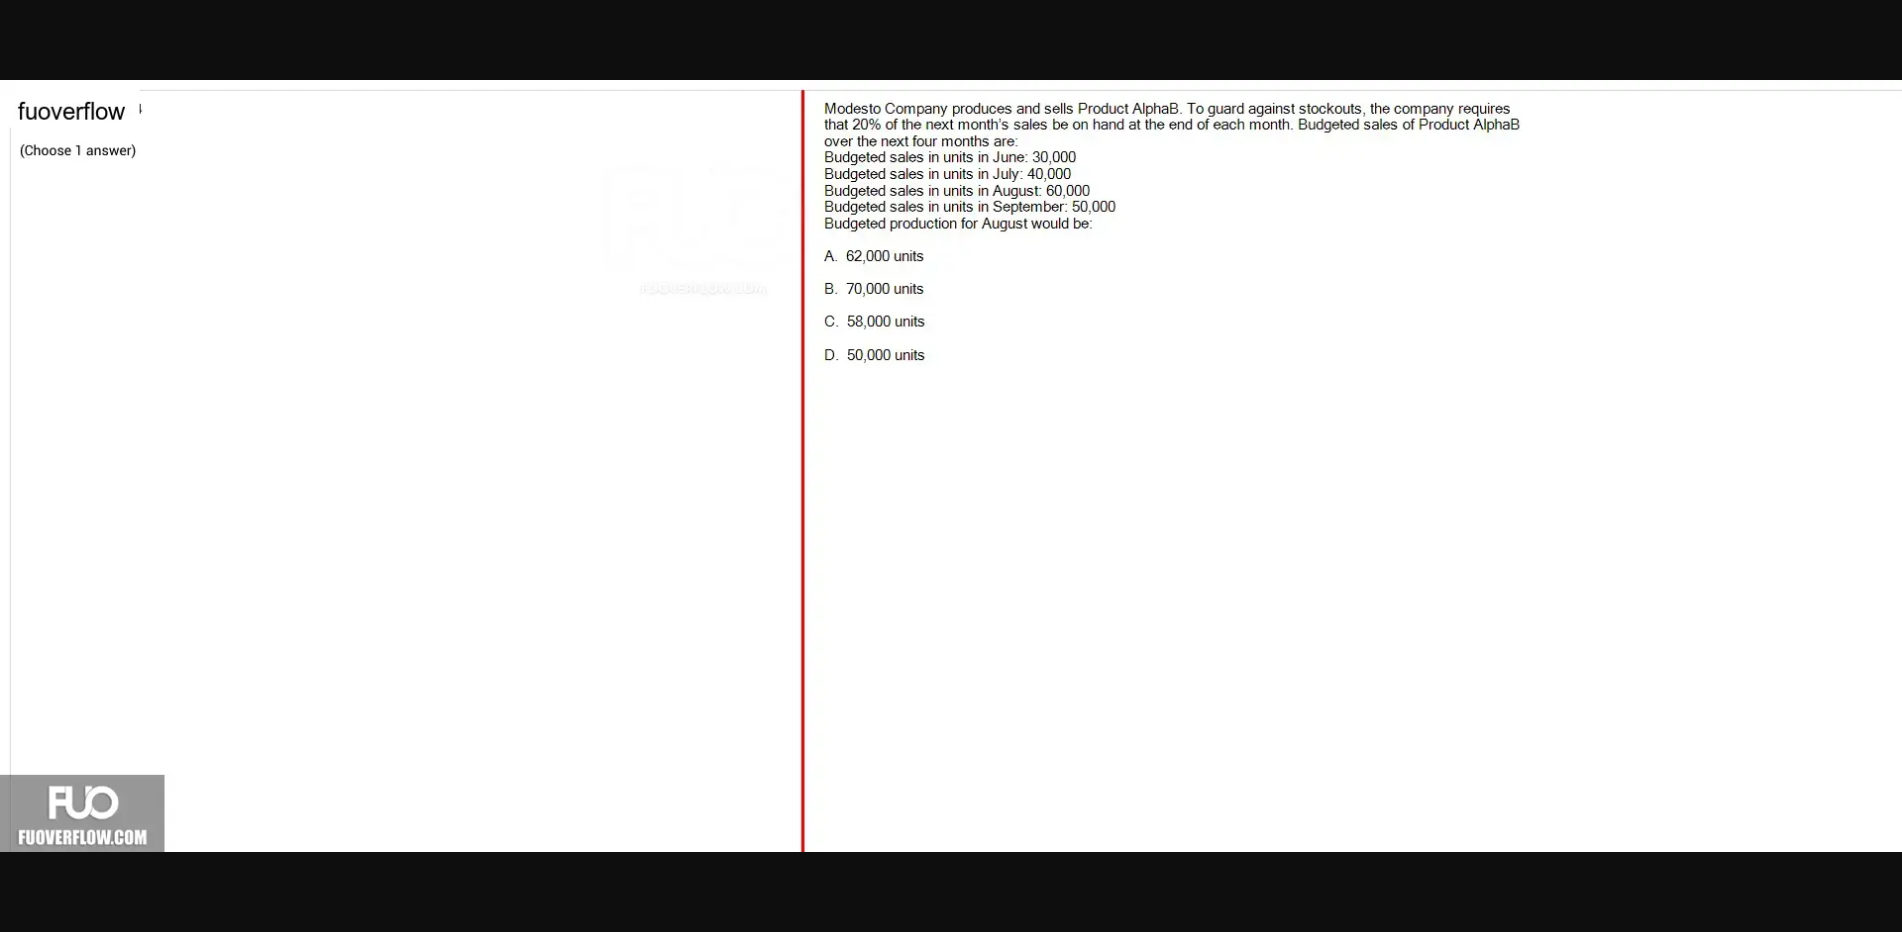 fuoverflow
(Choose 1 answer)
Modesto Company produces and sells Product AlphaB. To guard against stockouts, the company requires
that 20% of the next month's sales be on hand at the end of each month. Budgeted sales of Product AlphaB
over the next four months are:
Budgeted sales in units in June: 30,000
Budgeted sales in units in July: 40,000
Budgeted sales in units in August: 60,000
Budgeted sales in units in September: 50,000
Budgeted production for August would be:
A. 62,000 units
B. 70,000 units
C. 58,000 units
D. 50,000 units
FUO
FUOVERFLOW.COM
FUO
FUOVERFLOW.COM